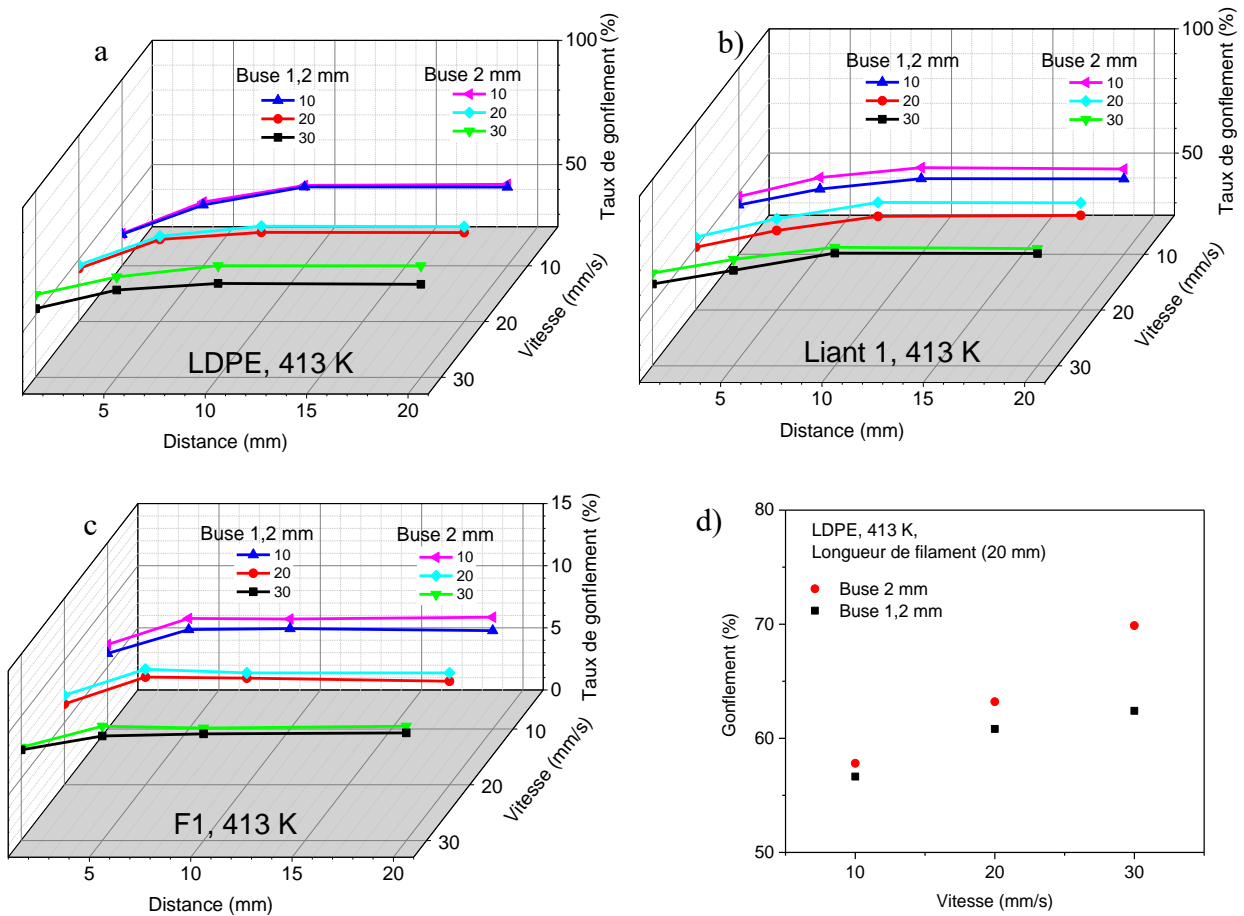 a
Buse 1,2 mm
10
20
30
Buse 2 mm
10
20
30
100
50
Taux de gonflement (%)
10
20
30
Vitesse (mm/s)
LDPE, 413 K
5
10
15
20
Distance (mm)
b)
Buse 1,2 mm
10
20
30
Buse 2 mm
10
20
30
100
50
Taux de gonflement (%)
10
20
30
Vitesse (mm/s)
Liant 1, 413 K
5
10
15
20
Distance (mm)
c
Buse 1,2 mm
10
20
30
Buse 2 mm
10
20
30
15
10
5
0
Taux de gonflement (%)
10
20
30
Vitesse (mm/s)
F1, 413 K
5
10
15
20
Distance (mm)
d)
80
70
60
50
Gonflement (%)
LDPE, 413 K,
Longueur de filament (20 mm)
Buse 2 mm
Buse 1,2 mm
10
20
30
Vitesse (mm/s)